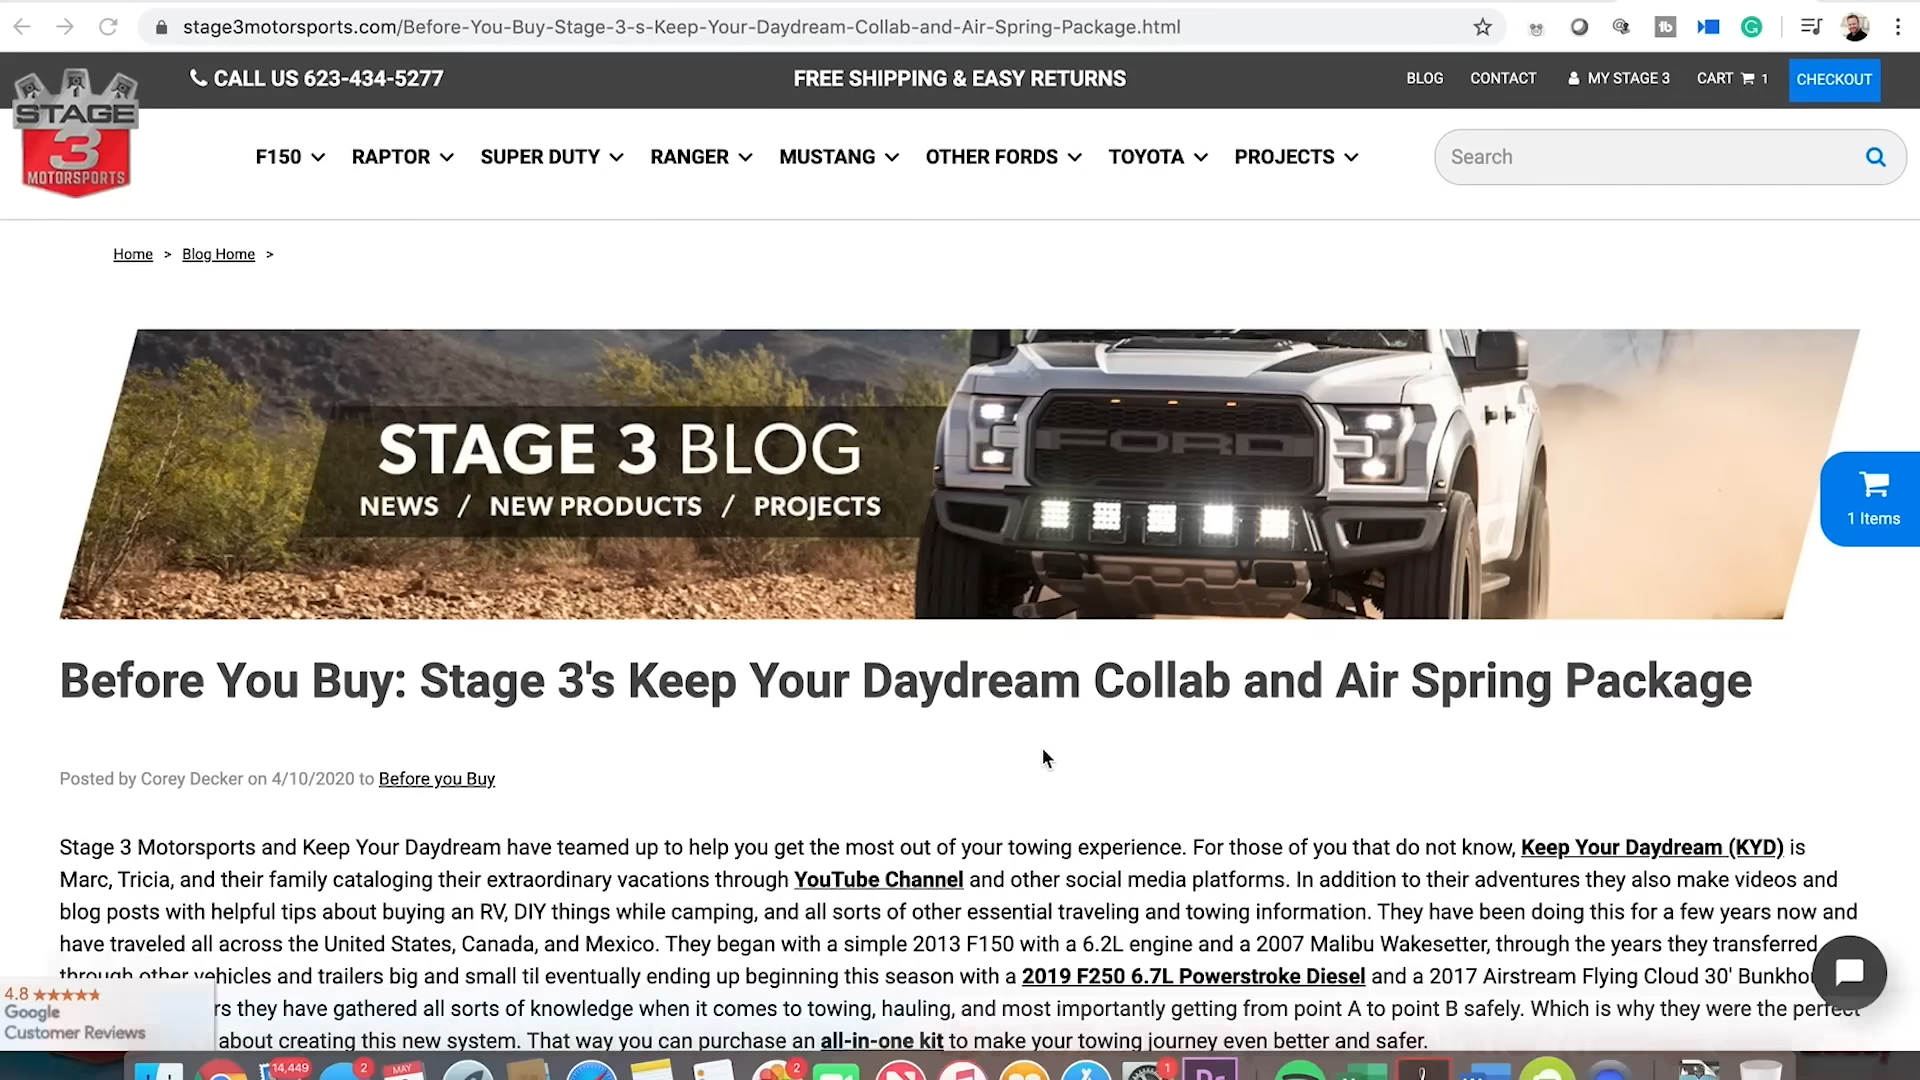 stage3motorsports.com/Before-You-Buy-Stage-3-s-Keep-Your-Daydream-Collab-and-Air-Spring-Package.html
CALL US 623-434-5277
FREE SHIPPING & EASY RETURNS
BLOG CONTACT MY STAGE 3 CART 1 CHECKOUT
STAGE
3
MOTORSPORTS
F150 RAPTOR SUPER DUTY RANGER MUSTANG OTHER FORDS TOYOTA PROJECTS
Search
Home > Blog Home >
STAGE 3 BLOG
NEWS / NEW PRODUCTS / PROJECTS
FORD
1 Items
Before You Buy: Stage 3's Keep Your Daydream Collab and Air Spring Package
Posted by Corey Decker on 4/10/2020 to Before you Buy
Stage 3 Motorsports and Keep Your Daydream have teamed up to help you get the most out of your towing experience. For those of you that do not know, Keep Your Daydream (KYD) is
Marc, Tricia, and their family cataloging their extraordinary vacations through YouTube Channel and other social media platforms. In addition to their adventures they also make videos and
blog posts with helpful tips about buying an RV, DIY things while camping, and all sorts of other essential traveling and towing information. They have been doing this for a few years now and
have traveled all across the United States, Canada, and Mexico. They began with a simple 2013 F150 with a 6.2L engine and a 2007 Malibu Wakesetter, through the years they transferred
through other vehicles and trailers big and small til eventually ending up beginning this season with a 2019 F250 6.7L Powerstroke Diesel and a 2017 Airstream Flying Cloud 30'
they have gathered all sorts of knowledge when it comes to towing, hauling, and most importantly getting from point A to point B safely. Which is why they were the perfect
about creating this new system. That way you can purchase an all-in-one kit to make your towing journey even better and safer.
4.8
Google
Customer Reviews
14,449
2
MAY
2
1